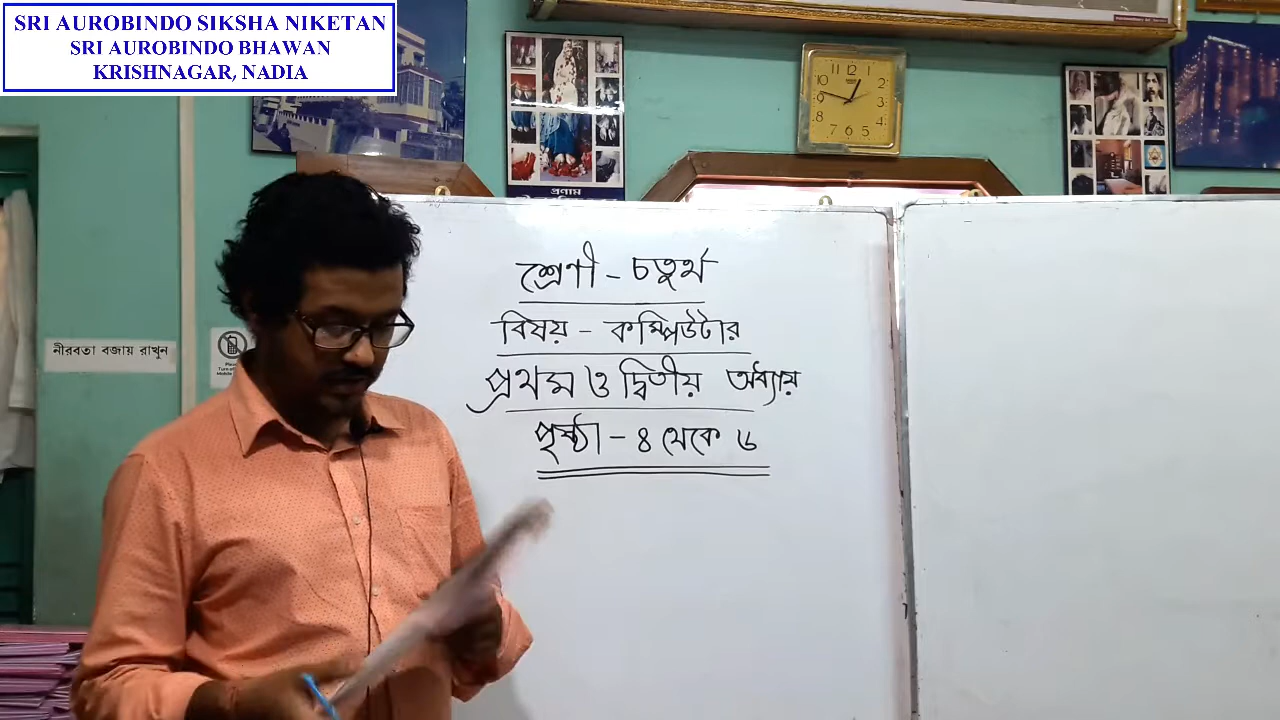 SRI AUROBINDO SIKSHA NIKETAN
SRI AUROBINDO BHAWAN
KRISHNAGAR, NADIA
প্রণাম
নীরবতা বজায় রাখুন
শ্রেণী - চতুর্থ
বিষয় - কম্পিউটার
প্রথম ও দ্বিতীয় অধ্যায়
পৃষ্ঠা - ৪ থেকে ৬